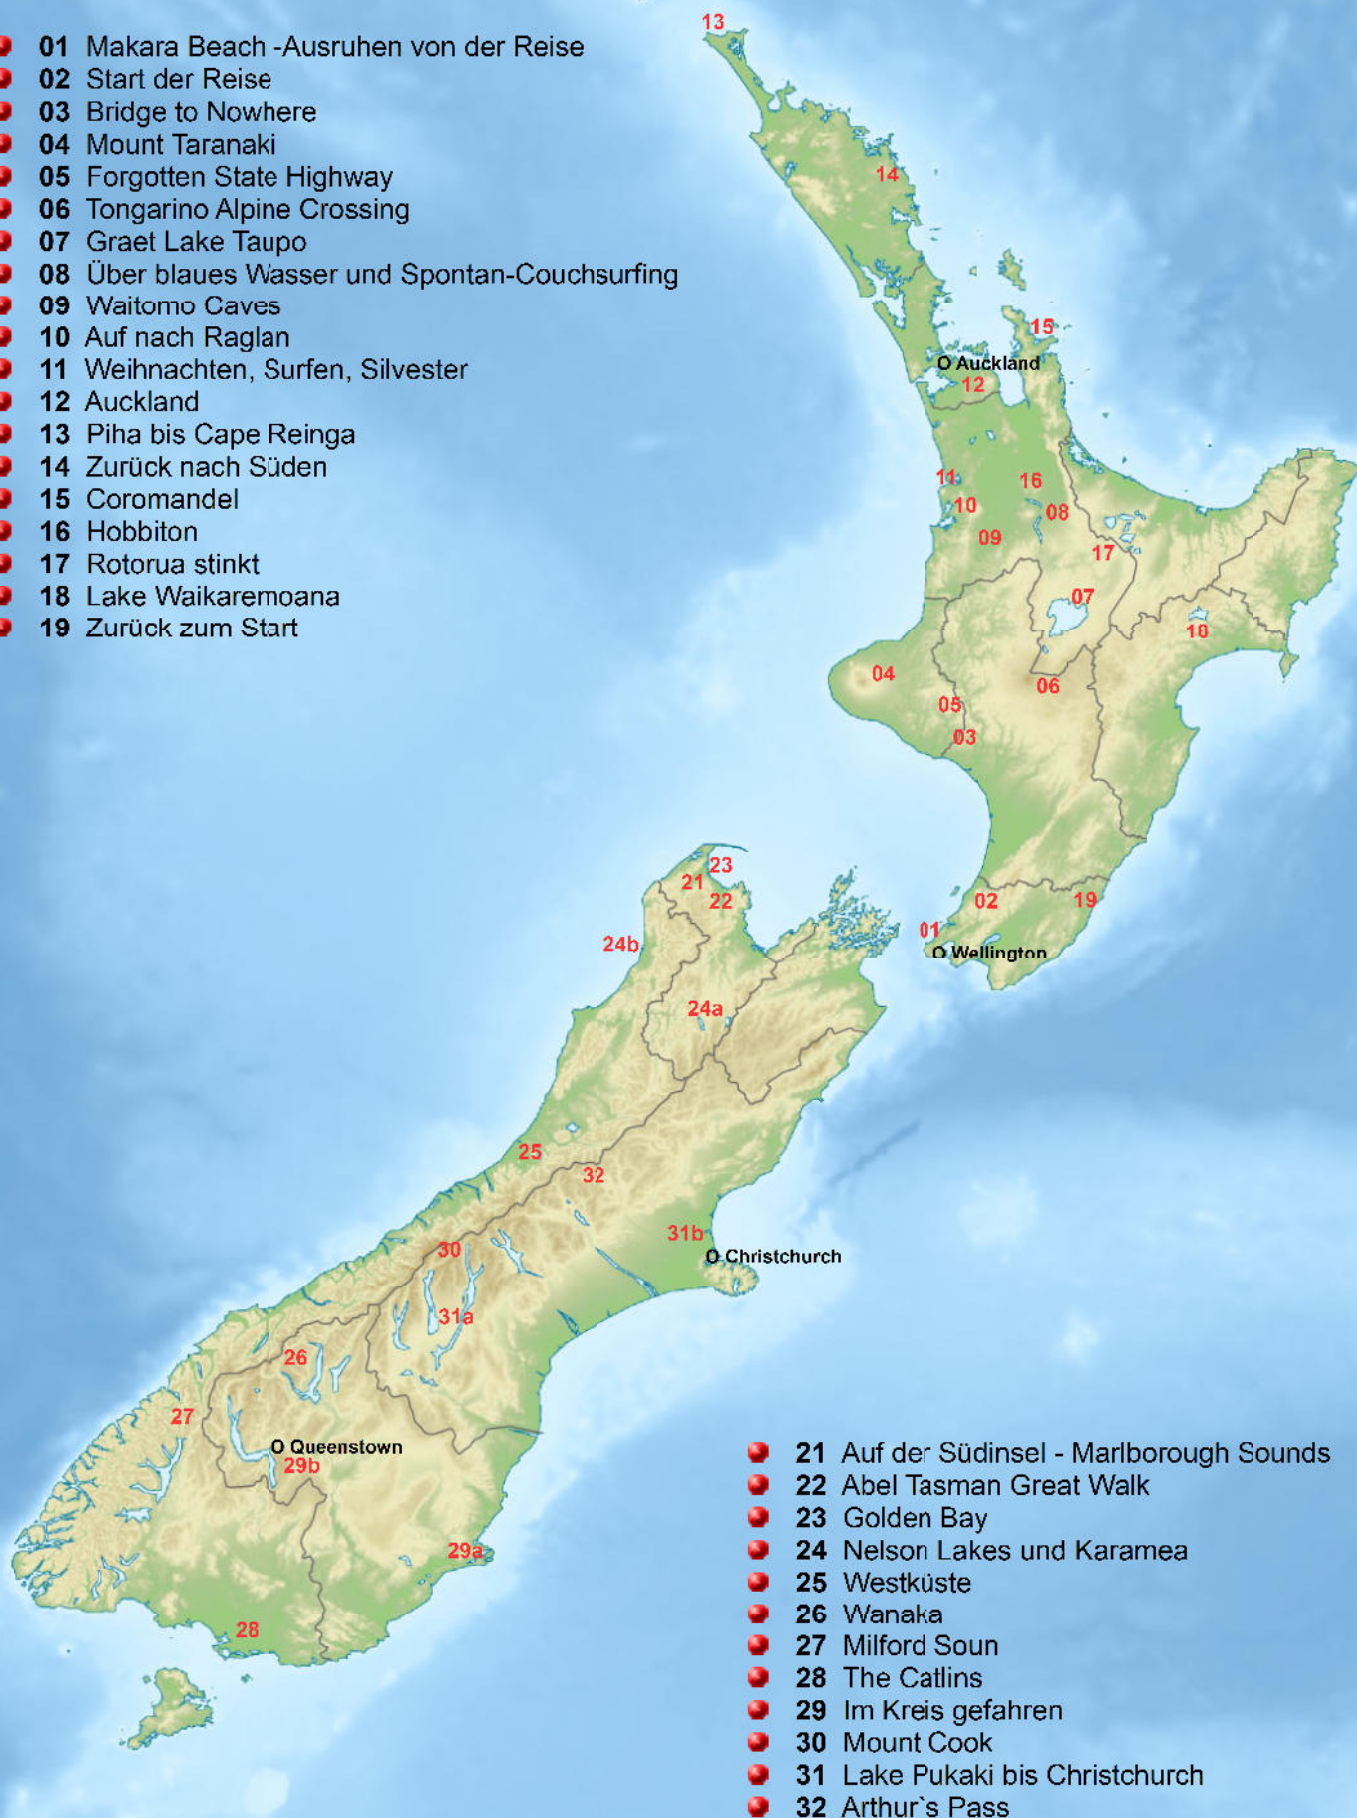 01 Makara Beach -Ausruhen von der Reise
02 Start der Reise
03 Bridge to Nowhere
04 Mount Taranaki
05 Forgotten State Highway
06 Tongarino Alpine Crossing
07 Graet Lake Taupo
08 Über blaues Wasser und Spontan-Couchsurfing
09 Waitomo Caves
10 Auf nach Raglan
11 Weihnachten, Surfen, Silvester
12 Auckland
13 Piha bis Cape Reinga
14 Zurück nach Süden
15 Coromandel
16 Hobbiton
17 Rotorua stinkt
18 Lake Waikaremoana
19 Zurück zum Start
13
14
15
O Auckland
12
11
16
10
08
09
17
07
18
04
06
05
03
23
21
22
02
19
01
24b
O Wellington
24a
25
32
31b
30
O Christchurch
31a
26
27
O Queenstown
29b
29a
28
21 Auf der Südinsel - Marlborough Sounds
22 Abel Tasman Great Walk
23 Golden Bay
24 Nelson Lakes und Karamea
25 Westküste
26 Wanaka
27 Milford Soun
28 The Catlins
29 Im Kreis gefahren
30 Mount Cook
31 Lake Pukaki bis Christchurch
32 Arthur`s Pass